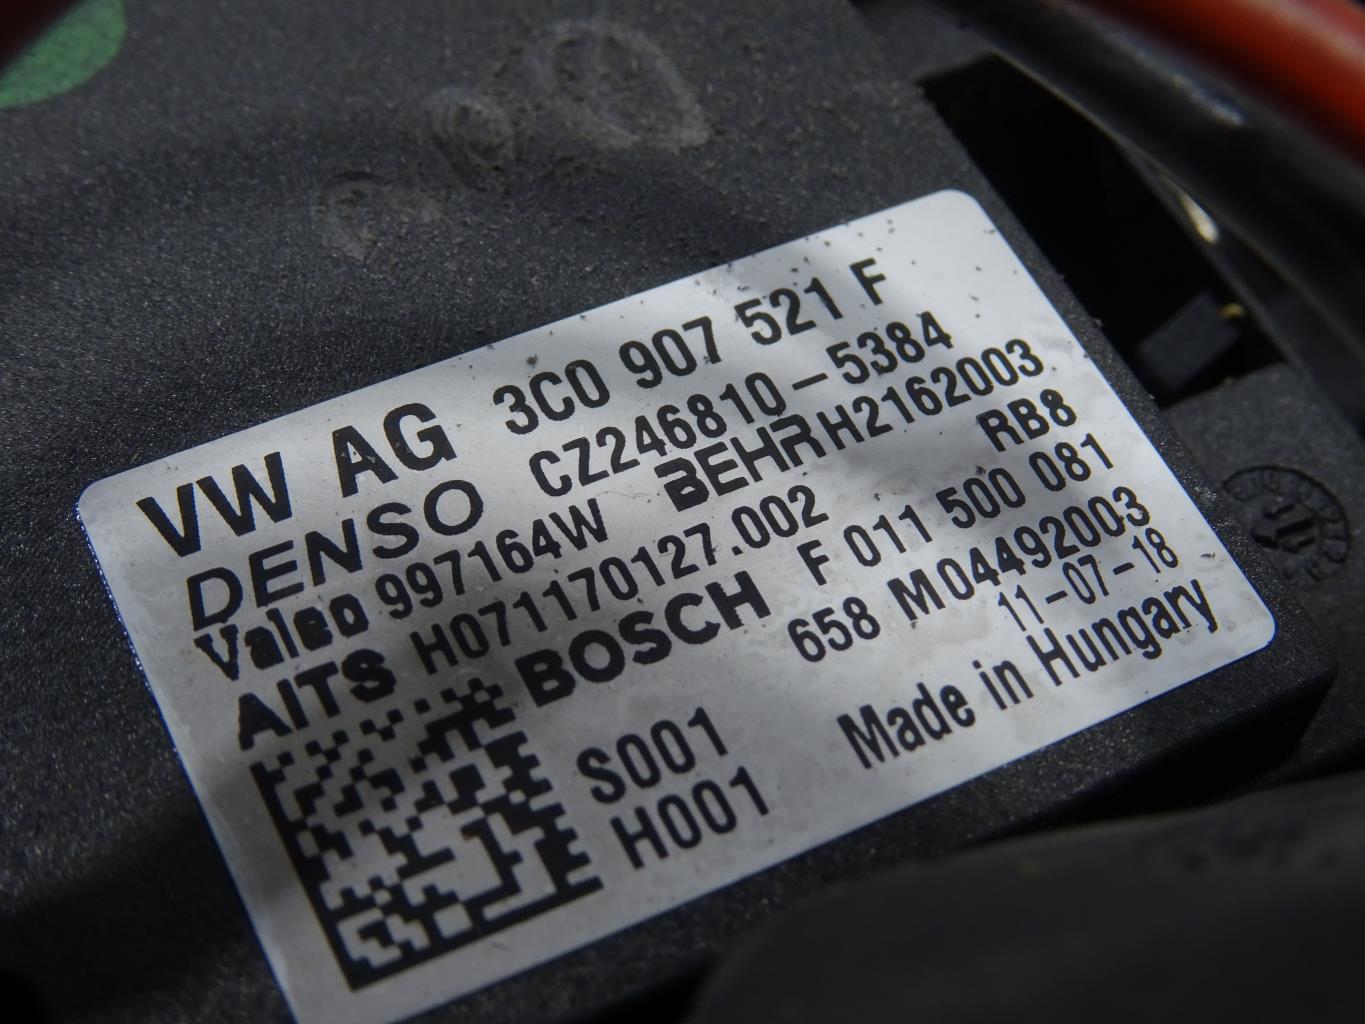 VW AG 3C0 907 521 F
DENSO CZ246810-5384
Valeo 997164W BEHR H2162003
AITS H071170127.002 RB8
BOSCH F 011 500 081
658 M04492003
S001 11-07-18
H001 Made in Hungary